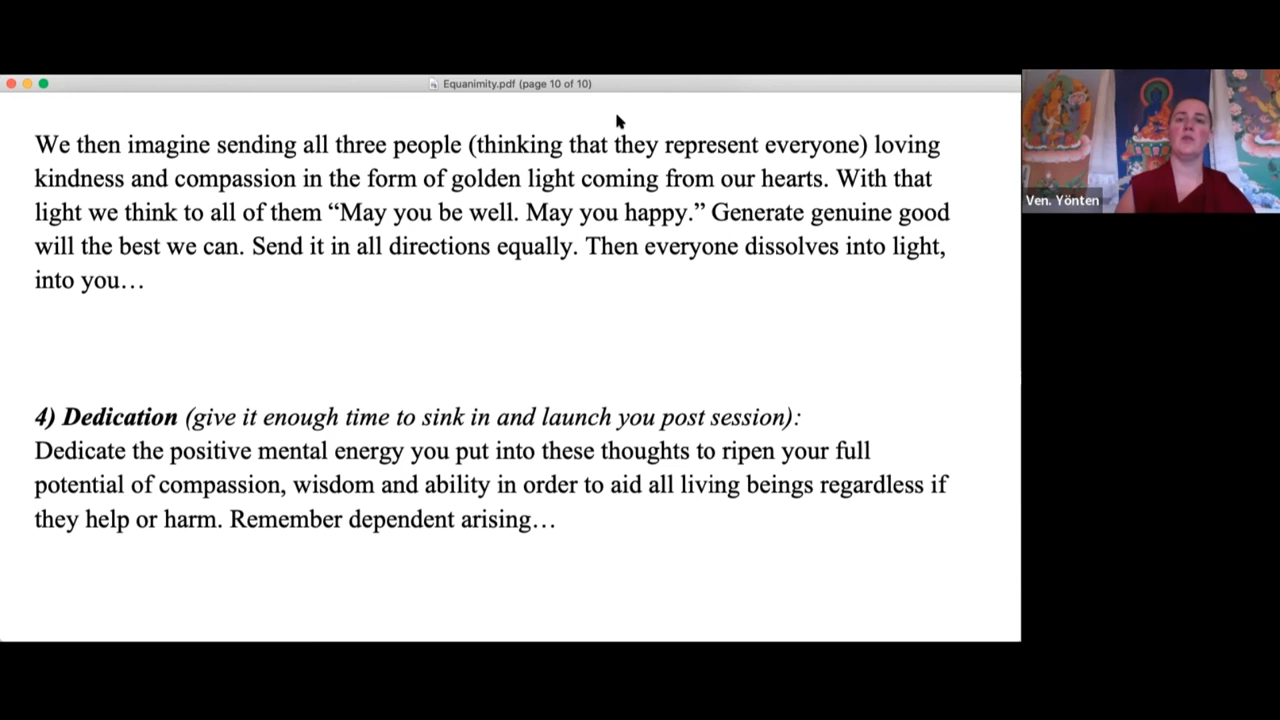 Equanimity.pdf (page 10 of 10)
We then imagine sending all three people (thinking that they represent everyone) loving
kindness and compassion in the form of golden light coming from our hearts. With that
light we think to all of them “May you be well. May you happy.” Generate genuine good
will the best we can. Send it in all directions equally. Then everyone dissolves into light,
into you…
4) Dedication (give it enough time to sink in and launch you post session):
Dedicate the positive mental energy you put into these thoughts to ripen your full
potential of compassion, wisdom and ability in order to aid all living beings regardless if
they help or harm. Remember dependent arising…
Ven. Yönten